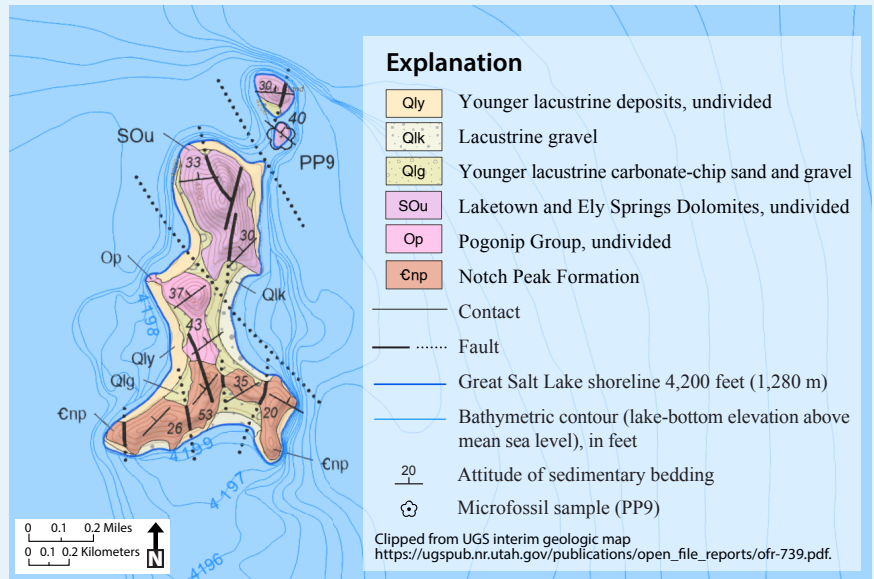 30
40
SOu
33
PP9
30
Op
Qlk
37
4198
43
Qly
Qlg
35
Єnp
53
20
26
4199
Єnp
4197
4196
0 0.1 0.2 Miles
0 0.1 0.2 Kilometers
N
Explanation
Qly Younger lacustrine deposits, undivided
Qlk Lacustrine gravel
Qlg Younger lacustrine carbonate-chip sand and gravel
SOu Laketown and Ely Springs Dolomites, undivided
Op Pogonip Group, undivided
Єnp Notch Peak Formation
Contact
Fault
Great Salt Lake shoreline 4,200 feet (1,280 m)
Bathymetric contour (lake-bottom elevation above
mean sea level), in feet
20 Attitude of sedimentary bedding
Microfossil sample (PP9)
Clipped from UGS interim geologic map
https://ugspub.nr.utah.gov/publications/open_file_reports/ofr-739.pdf.